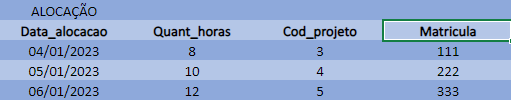 ALOCAÇÃO
Data_alocacao Quant_horas Cod_projeto Matricula
04/01/2023 8 3 111
05/01/2023 10 4 222
06/01/2023 12 5 333